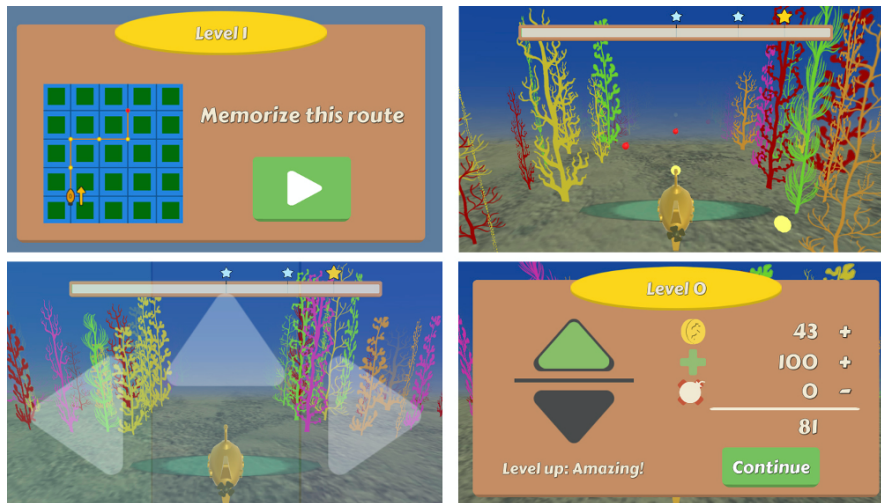 Level 1
Memorize this route
Level 0
43 +
100 +
0 -
81
Level up: Amazing!
Continue